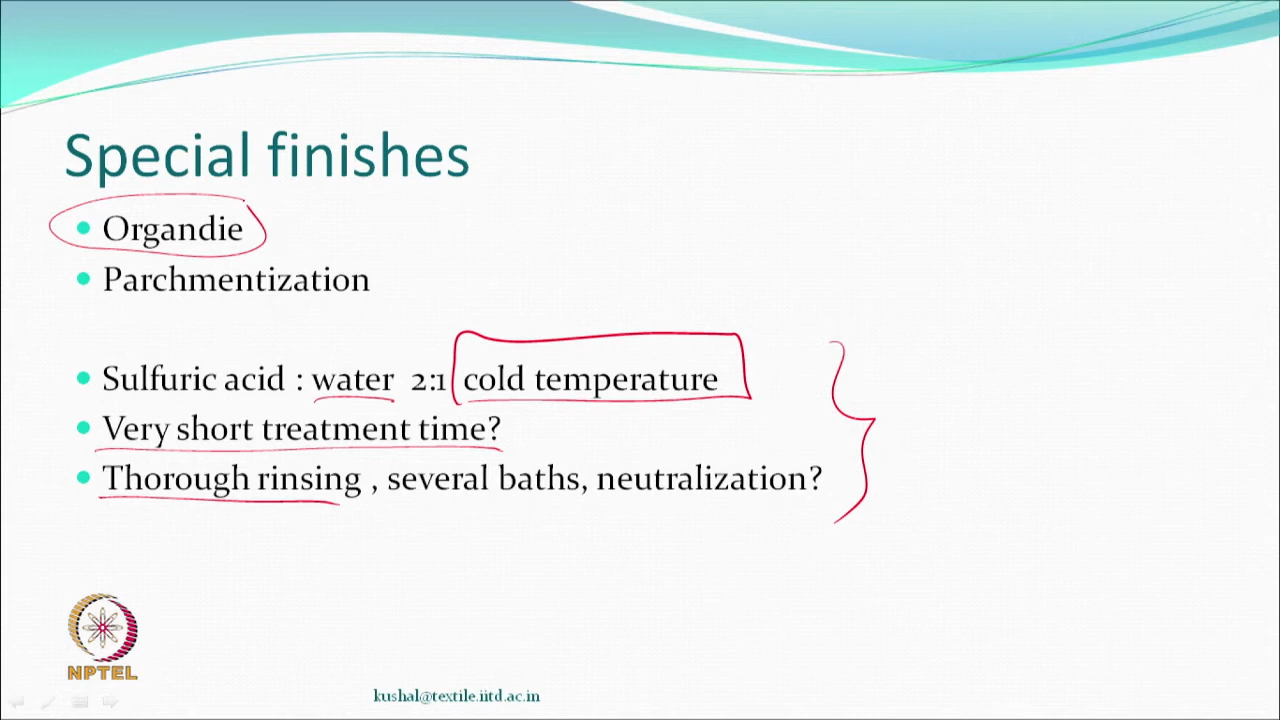 Special finishes
Organdie
Parchmentization
Sulfuric acid : water 2:1 cold temperature
Very short treatment time?
Thorough rinsing , several baths, neutralization?
NPTEL
kushal@textile.iitd.ac.in